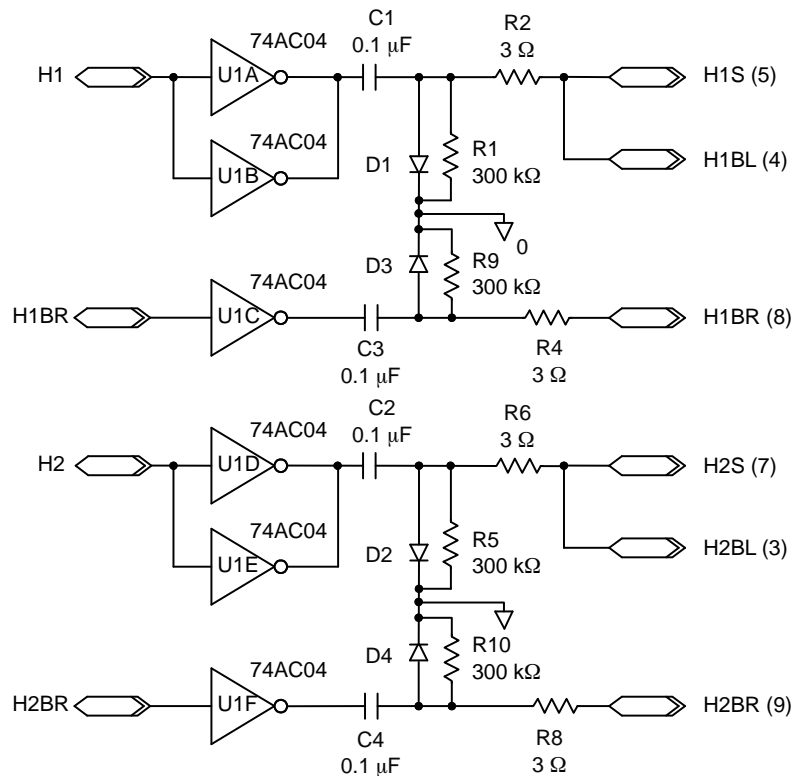 C1
74AC04
0.1 μF
R2
3 Ω
H1
U1A
H1S (5)
74AC04
U1B
D1
R1
300 kΩ
H1BL (4)
0
74AC04
D3
R9
300 kΩ
H1BR
U1C
H1BR (8)
C3
0.1 μF
R4
3 Ω
C2
74AC04
0.1 μF
R6
3 Ω
H2
U1D
H2S (7)
74AC04
U1E
D2
R5
300 kΩ
H2BL (3)
74AC04
D4
R10
300 kΩ
H2BR
U1F
H2BR (9)
C4
0.1 μF
R8
3 Ω